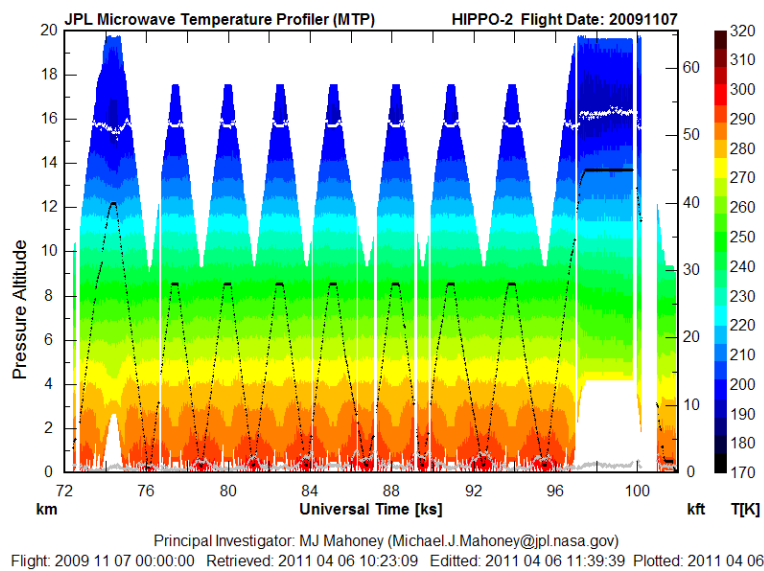 JPL Microwave Temperature Profiler (MTP) HIPPO-2 Flight Date: 20091107
20 18 16 14 12 10 8 6 4 2 0
Pressure Altitude
60 50 40 30 20 10 0
320 310 300 290 280 270 260 250 240 230 220 210 200 190 180 170
72 76 80 84 88 92 96 100
km Universal Time [ks] kft T[K]
Principal Investigator: MJ Mahoney (Michael.J.Mahoney@jpl.nasa.gov)
Flight: 2009 11 07 00:00:00 Retrieved: 2011 04 06 10:23:09 Editted: 2011 04 06 11:39:39 Plotted: 2011 04 06